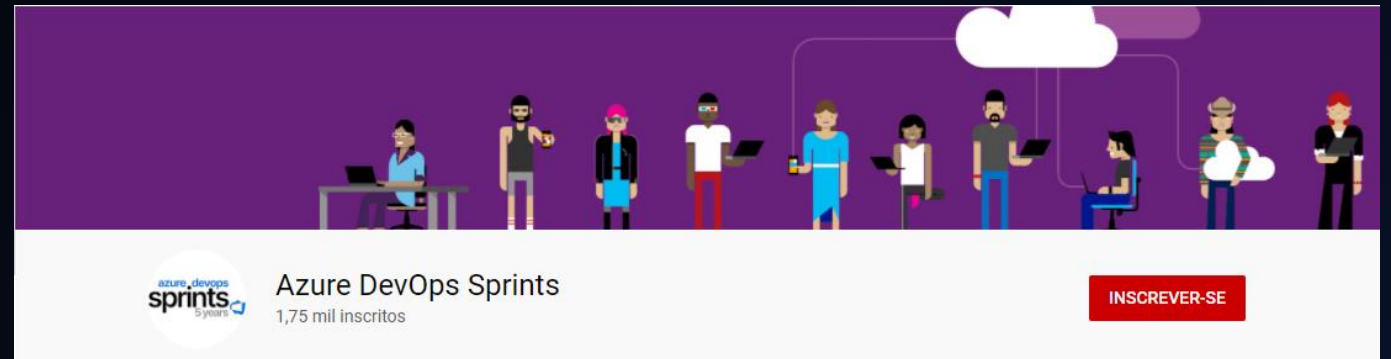 azure devops
sprints
5 years
Azure DevOps Sprints
1,75 mil inscritos
INSCREVER-SE